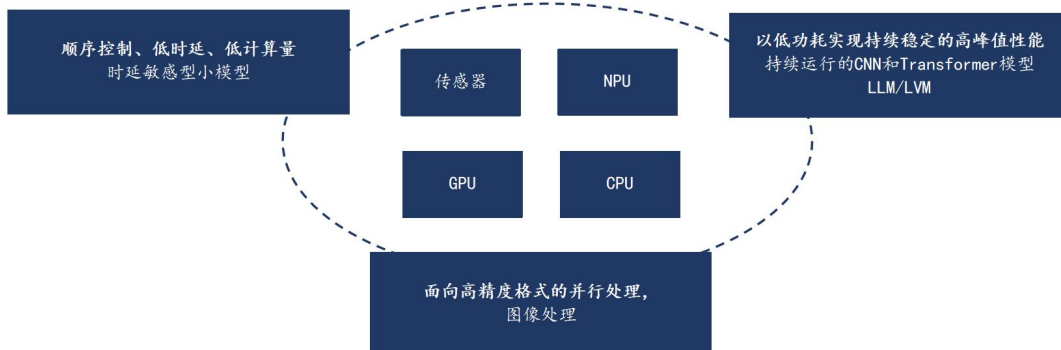 顺序控制、低时延、低计算量
时延敏感型小模型
以低功耗实现持续稳定的高峰值性能
持续运行的CNN和Transformer模型
LLM/LVM
传感器
NPU
GPU
CPU
面向高精度格式的并行处理，
图像处理